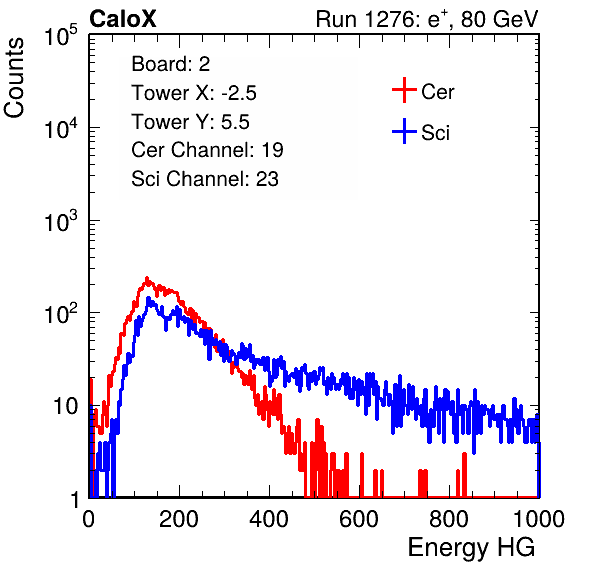 CaloX Run 1276: e⁺, 80 GeV
Counts
10⁵
10⁴
10³
10²
10
1
Board: 2
Tower X: -2.5
Tower Y: 5.5
Cer Channel: 19
Sci Channel: 23
Cer
Sci
0 200 400 600 800 1000
Energy HG